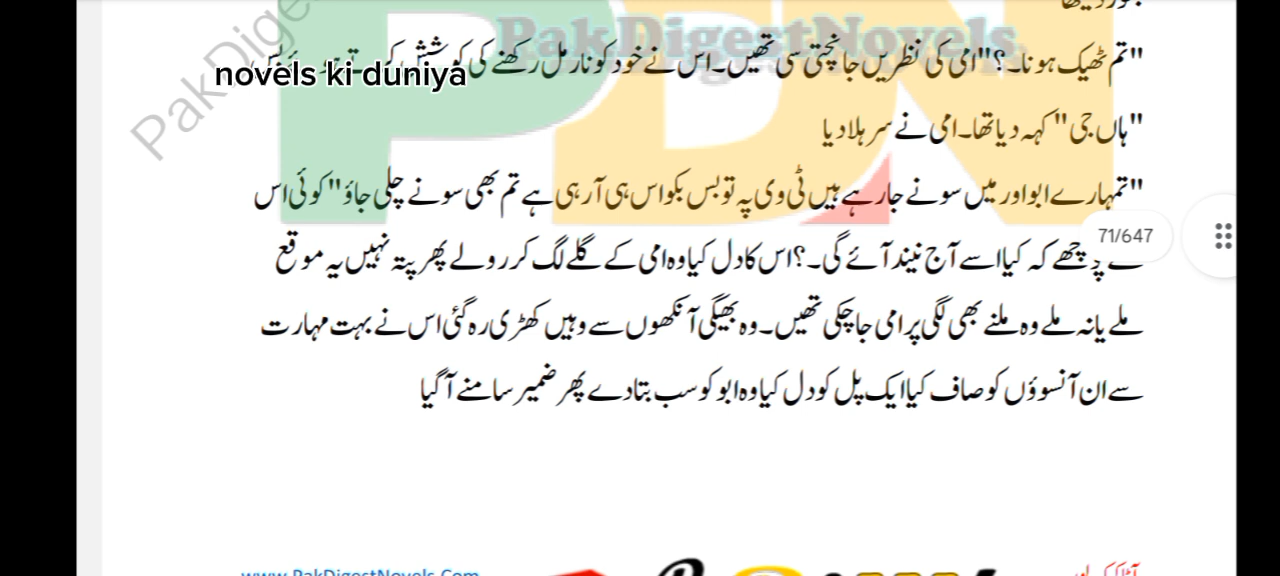 PakDigestNovels
"تم ٹھیک ہو نا۔؟" امی کی نظریں جانچتی سی تھیں۔ اس نے خود کو نارمل رکھنے کی کوشش کی
novels ki duniya
PakDige
"ہاں جی" کہہ دیا تھا۔ امی نے سر ہلا دیا
"تمہارے ابو اور میں سونے جا رہے ہیں ٹی وی پہ تو بس بکواس ہی آ رہی ہے تم بھی سونے چلی جاؤ" کوئی اس
71/647
سے پوچھے کہ کیا اسے آج نیند آئے گی۔؟ اس کا دل کیا وہ امی کے گلے لگ کر رو لے پھر پتہ نہیں یہ موقع
ملے یا نہ ملے وہ ملنے بھی لگی پر امی جا چکی تھیں۔ وہ بھیگی آنکھوں سے وہیں کھڑی رہ گئی اس نے بہت مہارت
سے ان آنسوؤں کو صاف کیا ایک پل کو دل کیا وہ ابو کو سب بتا دے پھر ضمیر سامنے آ گیا
www.PakDigestNovels.Com